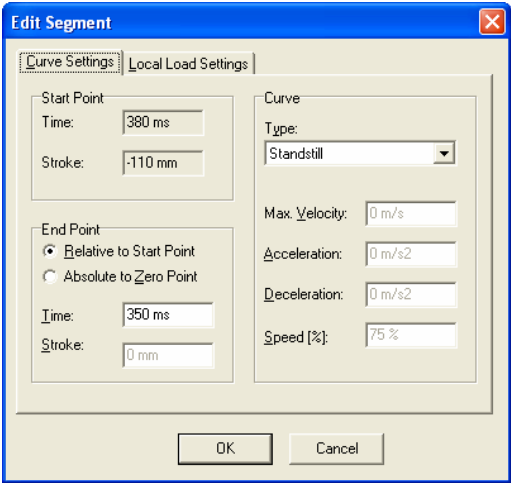 Edit Segment
Curve Settings
Local Load Settings
Start Point
Time: 380 ms
Stroke: -110 mm
End Point
Relative to Start Point
Absolute to Zero Point
Time: 350 ms
Stroke: 0 mm
Curve
Type:
Standstill
Max. Velocity: 0 m/s
Acceleration: 0 m/s2
Deceleration: 0 m/s2
Speed [%]: 75 %
OK
Cancel